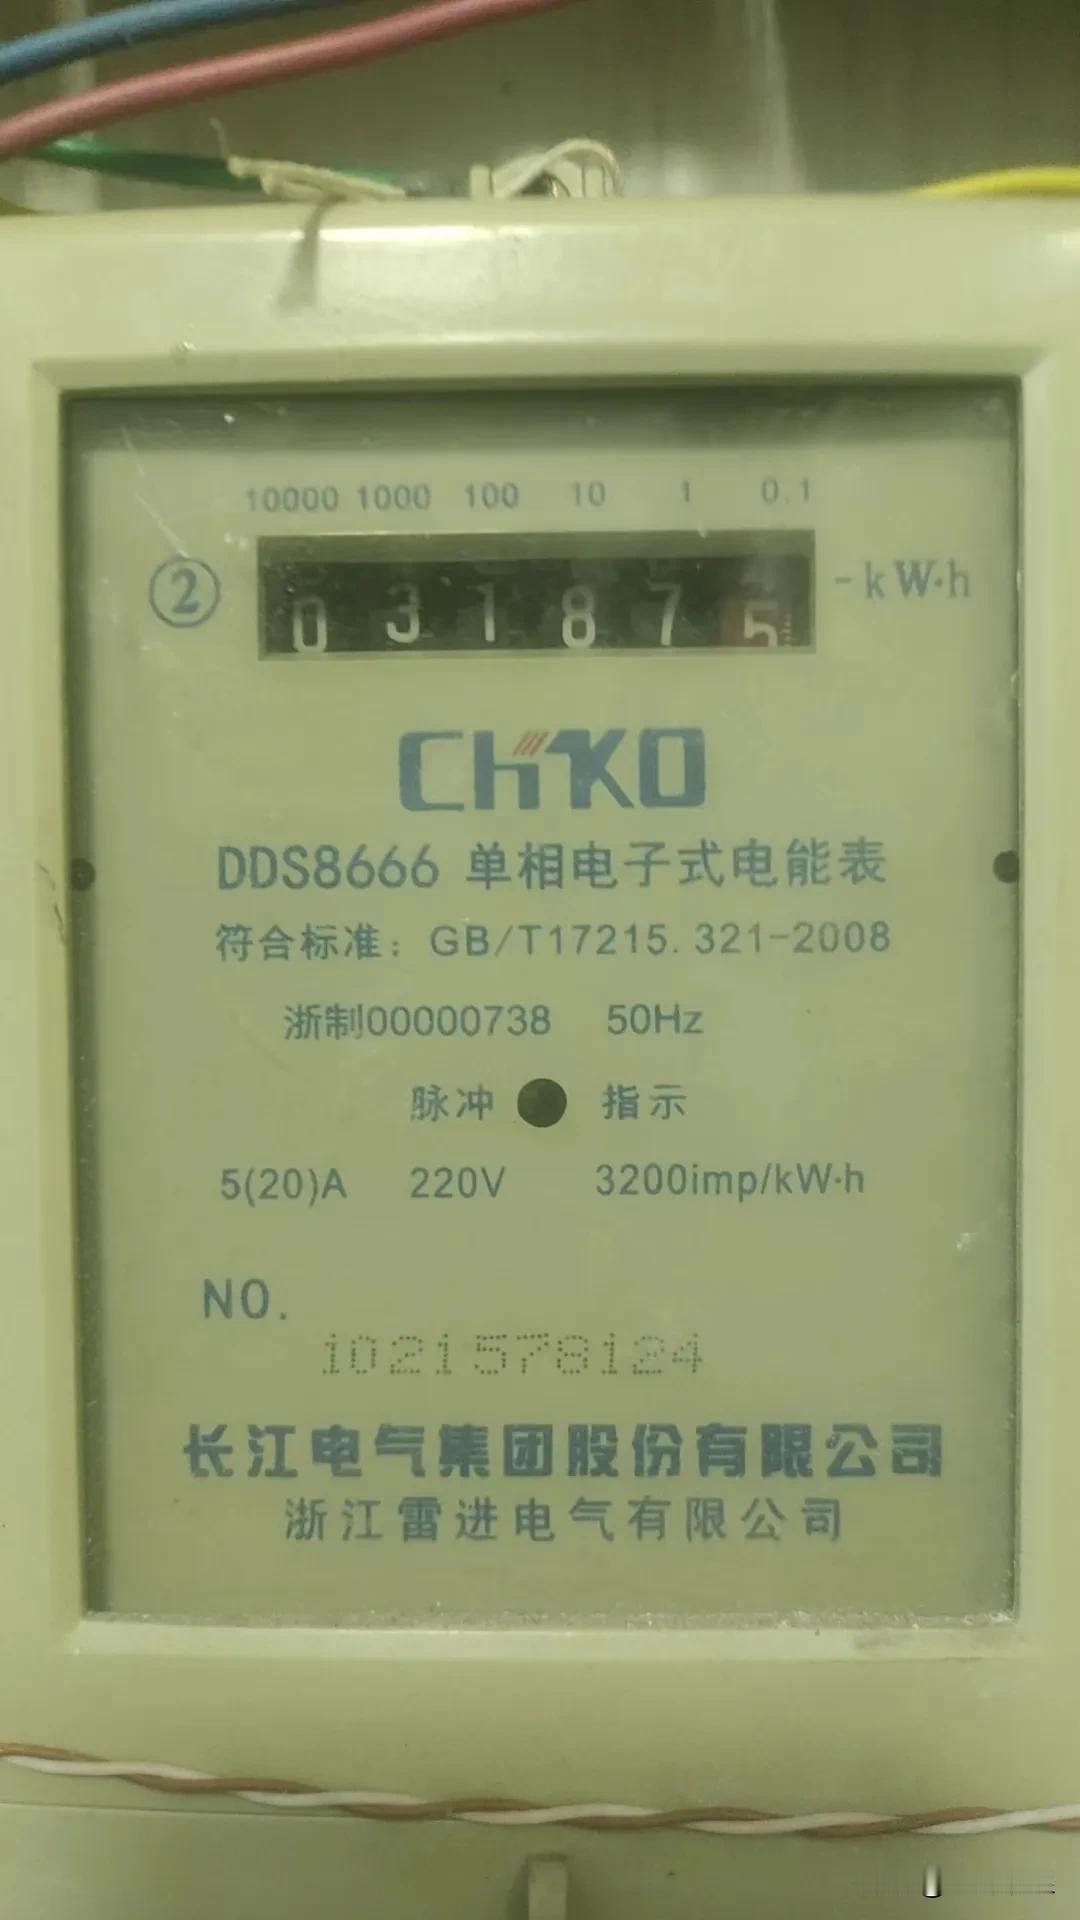 10000 1000 100 10 1 0.1
② 0 3 1 8 7 5 -kW·h
CHKO
DDS8666 单相电子式电能表
符合标准: GB/T17215.321-2008
浙制00000738 50Hz
脉冲 指示
5(20)A 220V 3200imp/kW·h
NO.
1021578124
长江电气集团股份有限公司
浙江雷进电气有限公司